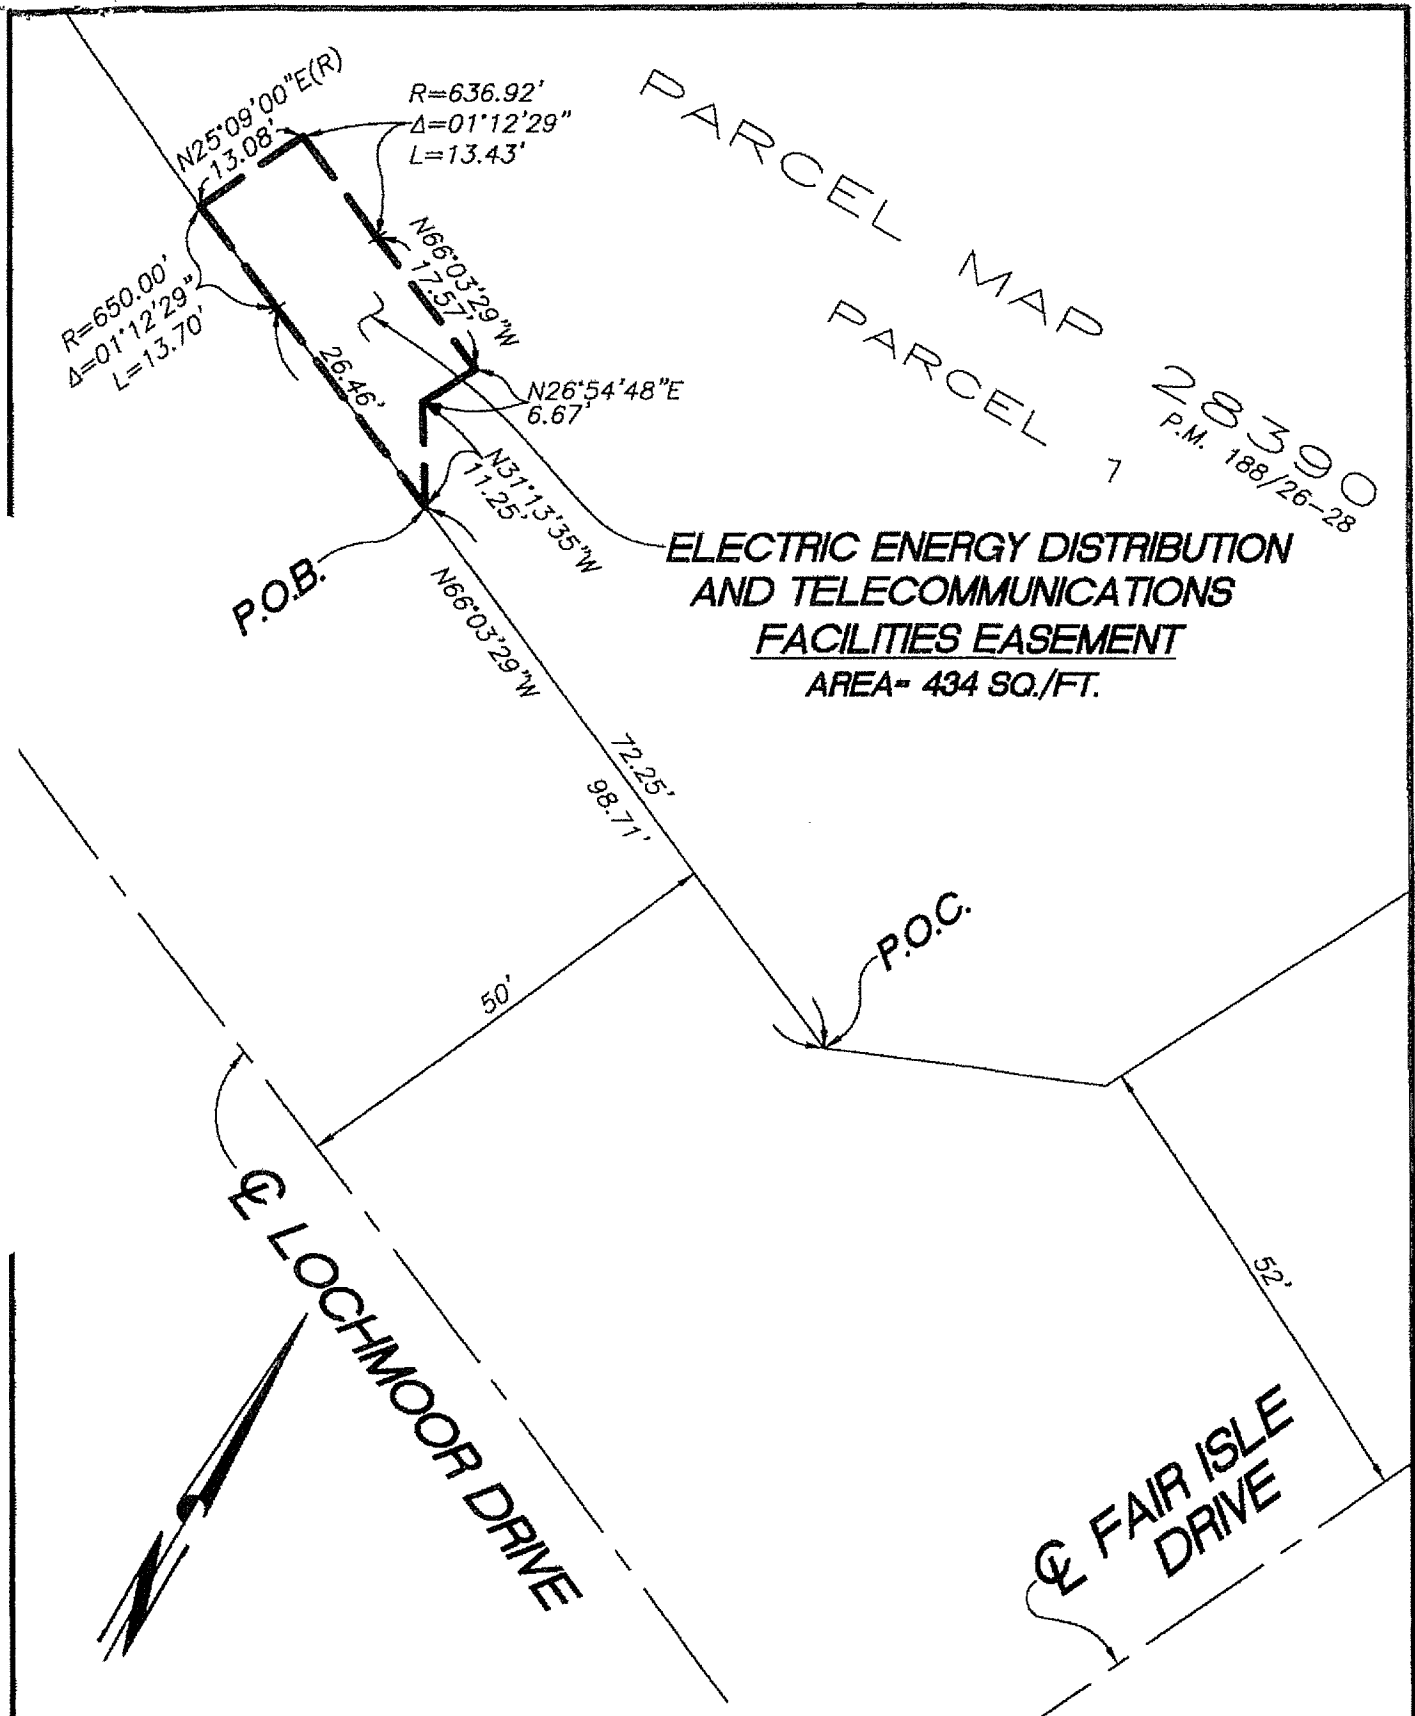 N25°09'00"E(R)
13.08'
R=636.92'
Δ=01°12'29"
L=13.43'
PARCEL MAP 28390
P.M. 188/26-28
PARCEL 1
N66°03'29"W
17.57'
R=650.00'
Δ=01°12'29"
L=13.70'
26.46'
N26°54'48"E
6.67'
N31°13'35"W
11.25'
P.O.B.
N66°03'29"W
ELECTRIC ENERGY DISTRIBUTION
AND TELECOMMUNICATIONS
FACILITIES EASEMENT
AREA= 434 SQ./FT.
72.25'
98.71'
P.O.C.
50'
℄ LOCHMOOR DRIVE
52'
℄ FAIR ISLE
DRIVE
N